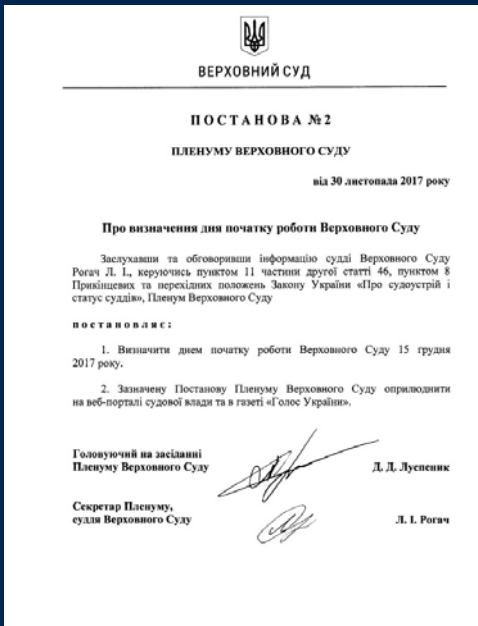 ВЕРХОВНИЙ СУД
ПОСТАНОВА № 2
ПЛЕНУМУ ВЕРХОВНОГО СУДУ
від 30 листопада 2017 року
Про визначення дня початку роботи Верховного Суду
Заслухавши та обговоривши інформацію судді Верховного Суду
Рогач Л. І., керуючись пунктом 11 частини другої статті 46, пунктом 8
Прикінцевих та перехідних положень Закону України «Про судоустрій і
статус суддів», Пленум Верховного Суду
постановляє:
1. Визначити днем початку роботи Верховного Суду 15 грудня
2017 року.
2. Зазначену Постанову Пленуму Верховного Суду оприлюднити
на веб-порталі судової влади та в газеті «Голос України».
Головуючий на засіданні
Пленуму Верховного Суду Д. Д. Луспеник
Секретар Пленуму,
суддя Верховного Суду Л. І. Рогач